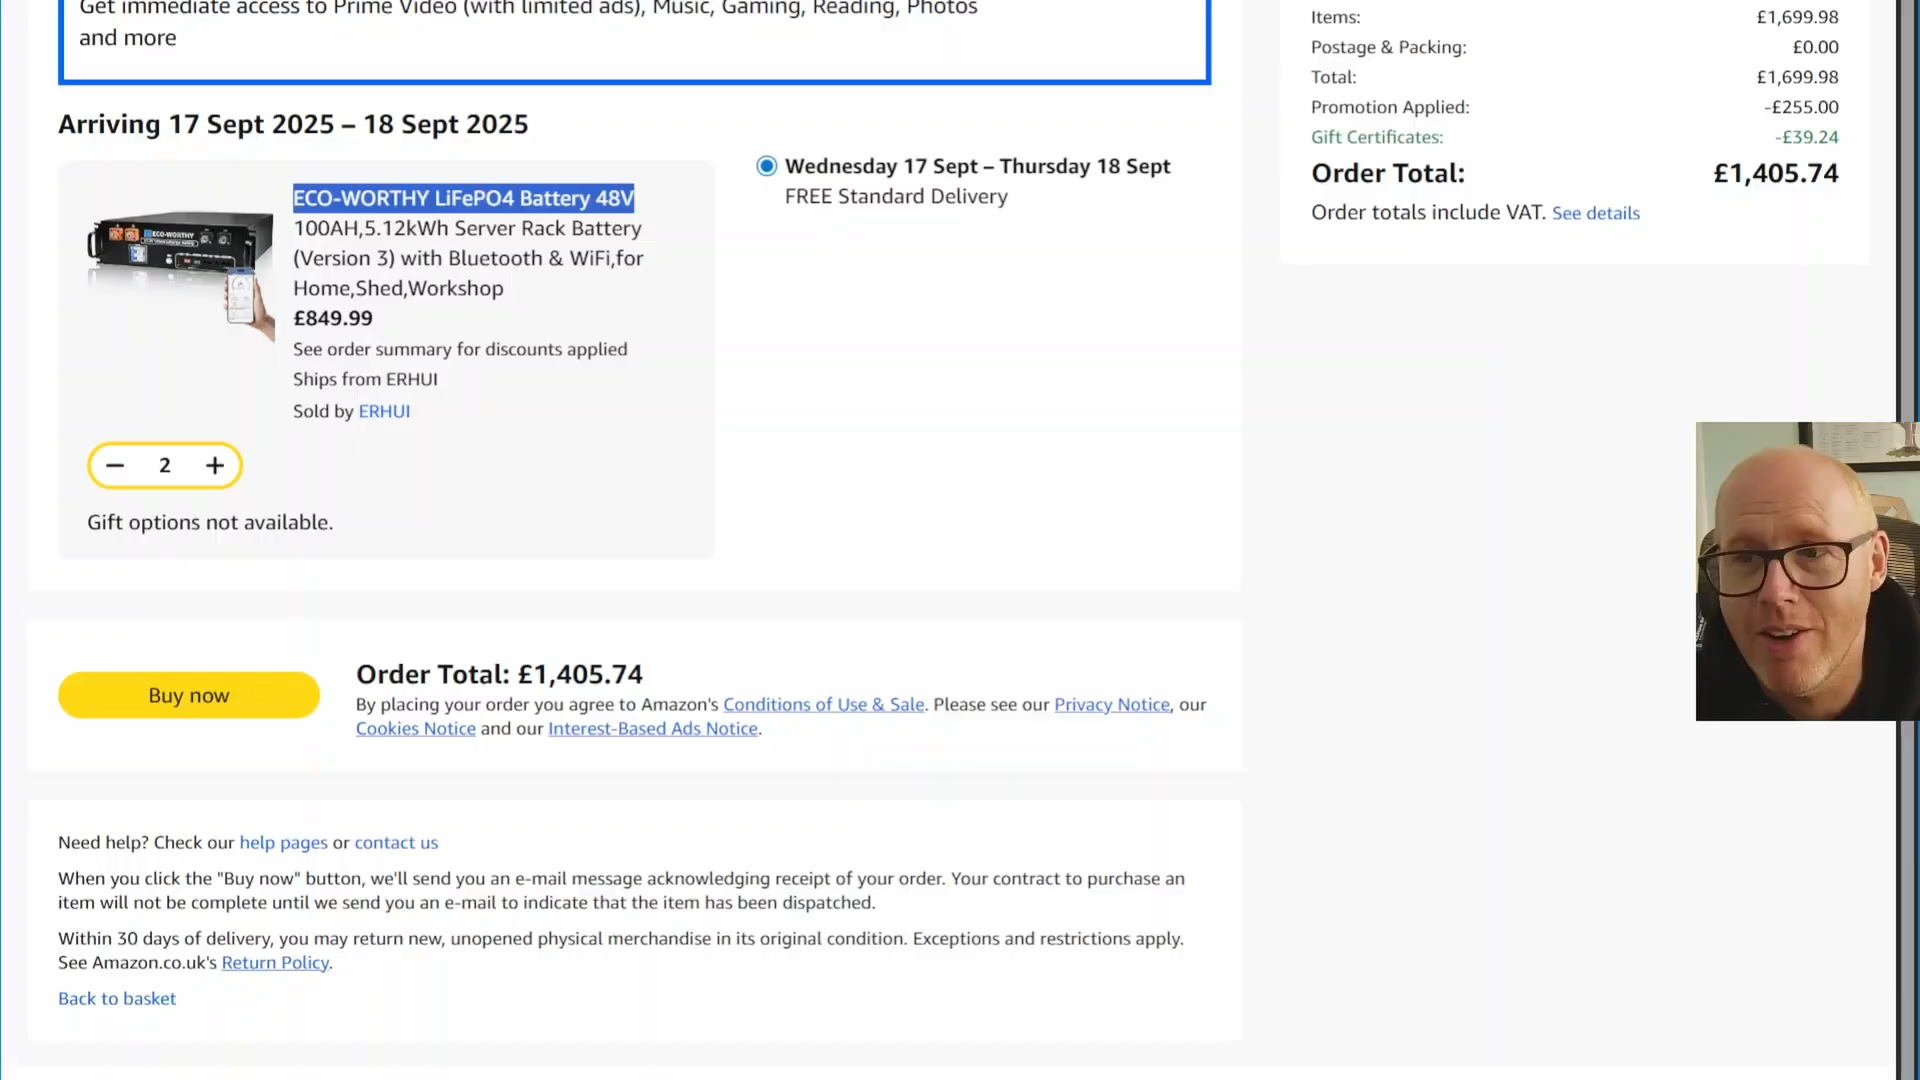 Get immediate access to Prime Video (with limited ads), Music, Gaming, Reading, Photos
and more
Arriving 17 Sept 2025 – 18 Sept 2025
ECO-WORTHY LiFePO4 Battery 48V
100AH,5.12kWh Server Rack Battery
(Version 3) with Bluetooth & WiFi,for
Home,Shed,Workshop
£849.99
See order summary for discounts applied
Ships from ERHUI
Sold by ERHUI
ECO-WORTHY
− 2 +
Gift options not available.
Wednesday 17 Sept – Thursday 18 Sept
FREE Standard Delivery
Buy now
Order Total: £1,405.74
By placing your order you agree to Amazon's Conditions of Use & Sale. Please see our Privacy Notice, our
Cookies Notice and our Interest-Based Ads Notice.
Need help? Check our help pages or contact us
When you click the "Buy now" button, we'll send you an e-mail message acknowledging receipt of your order. Your contract to purchase an
item will not be complete until we send you an e-mail to indicate that the item has been dispatched.
Within 30 days of delivery, you may return new, unopened physical merchandise in its original condition. Exceptions and restrictions apply.
See Amazon.co.uk's Return Policy.
Back to basket
Items: £1,699.98
Postage & Packing: £0.00
Total: £1,699.98
Promotion Applied: -£255.00
Gift Certificates: -£39.24
Order Total: £1,405.74
Order totals include VAT. See details